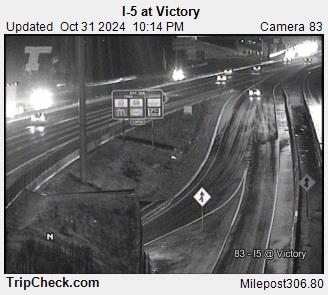 I-5 at Victory
Updated Oct 31 2024 10:14 PM Camera 83
T
N
83 - I5 @ Victory
TripCheck.com Milepost306.80